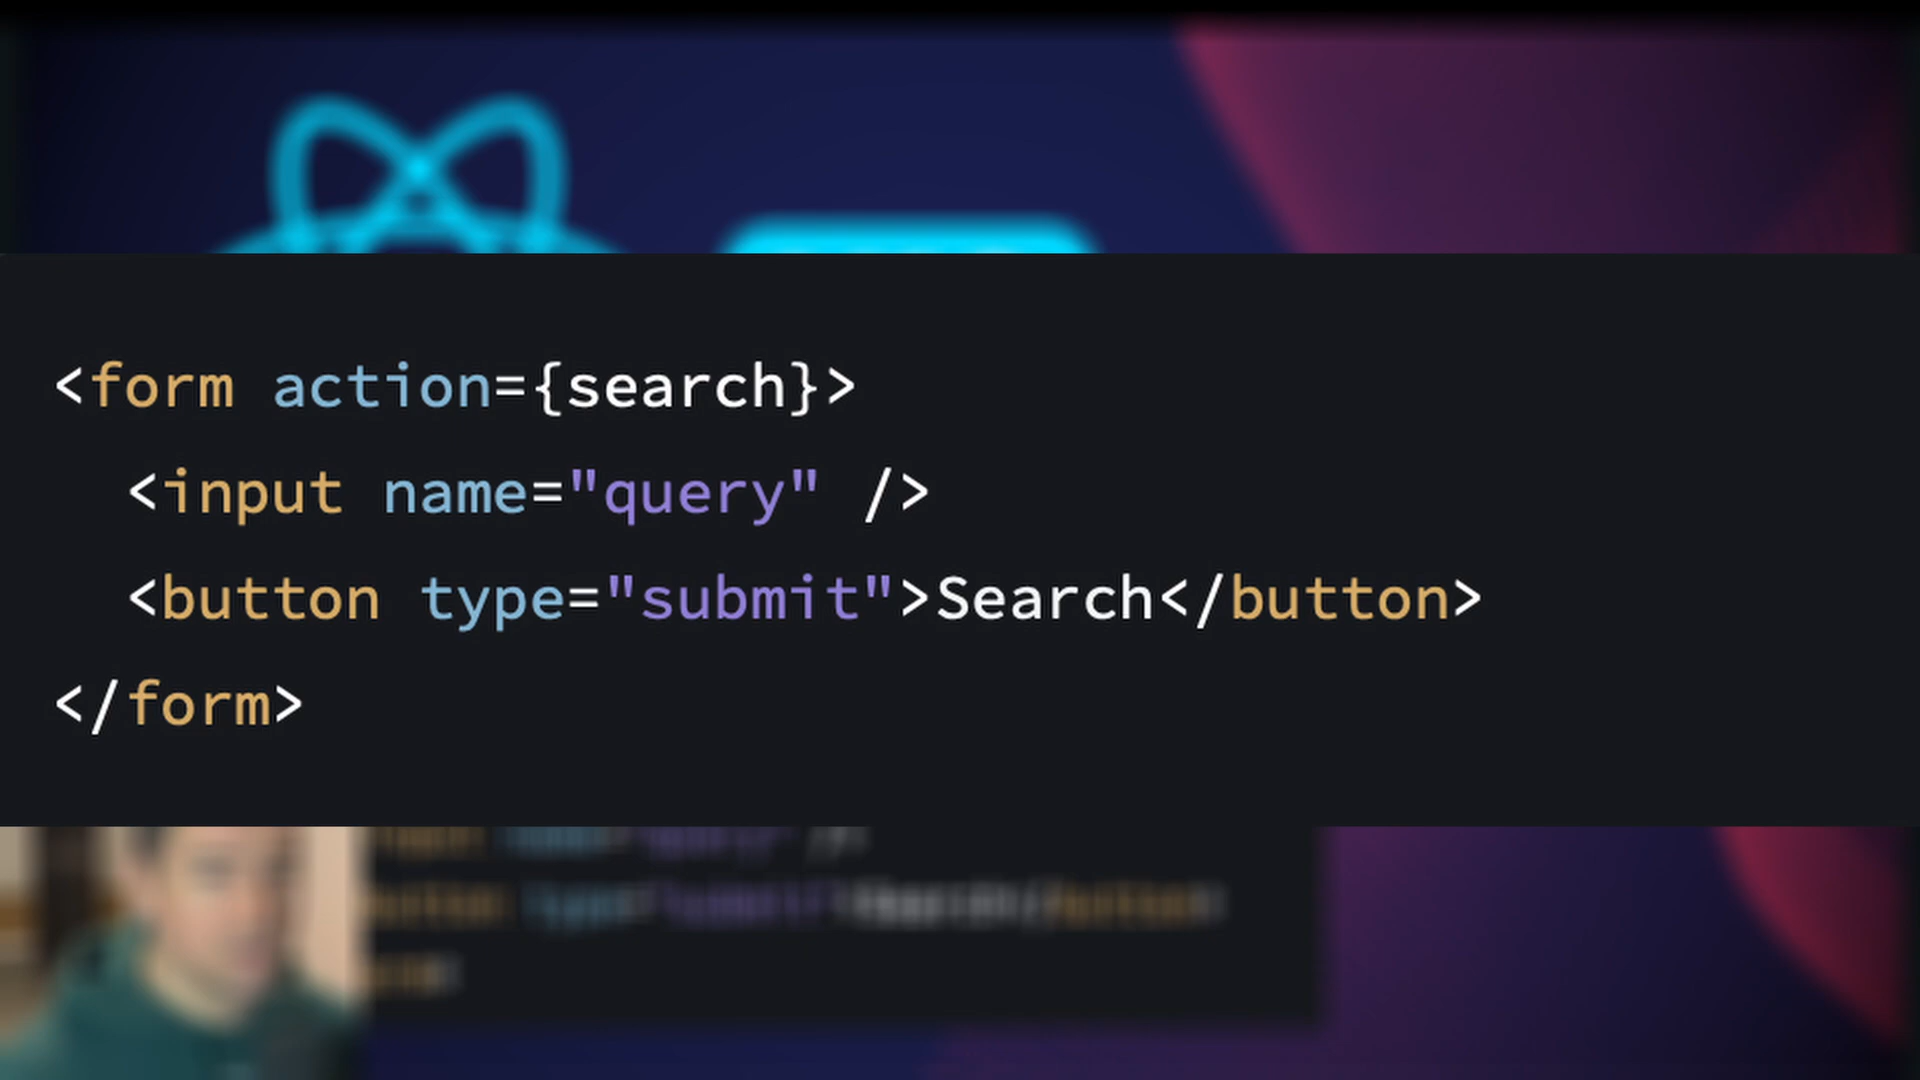 <form action={search}>
<input name="query" />
<button type="submit">Search</button>
</form>